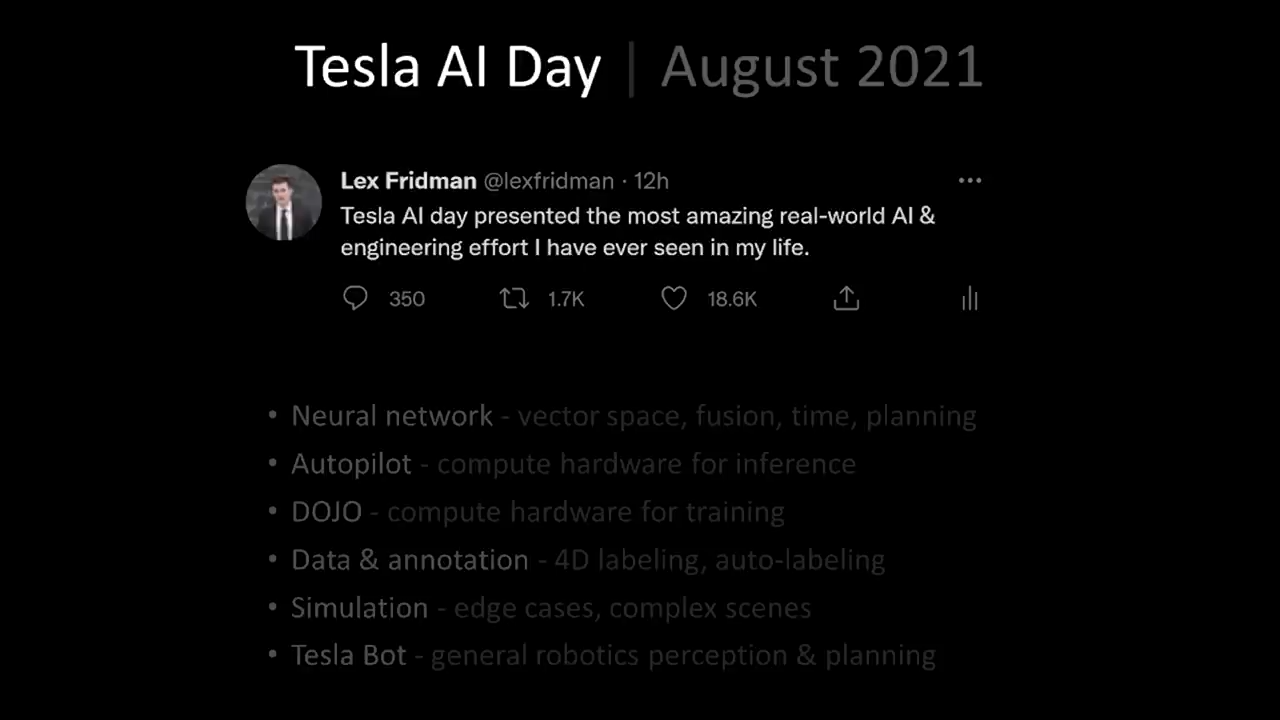 Tesla AI Day | August 2021
Lex Fridman @lexfridman · 12h
Tesla AI day presented the most amazing real-world AI &
engineering effort I have ever seen in my life.
350 1.7K 18.6K
• Neural network - vector space, fusion, time, planning
• Autopilot - compute hardware for inference
• DOJO - compute hardware for training
• Data & annotation - 4D labeling, auto-labeling
• Simulation - edge cases, complex scenes
• Tesla Bot - general robotics perception & planning